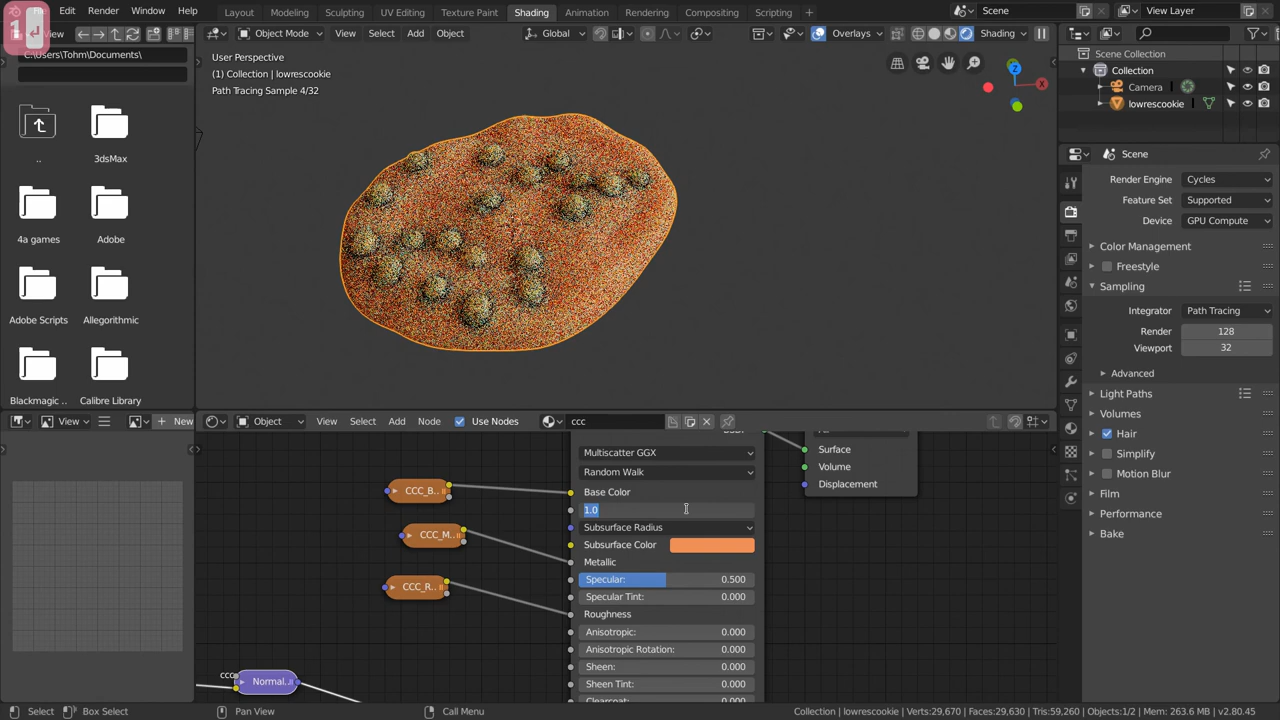 1
File
Edit
Render
Window
Help
Layout
Modeling
Sculpting
UV Editing
Texture Paint
Shading
Animation
Rendering
Compositing
Scripting
+
Scene
View Layer
View
Object Mode
View
Select
Add
Object
Global
Overlays
Shading
C:\Users\Tohm\Documents\
..
3dsMax
4a games
Adobe
Adobe Scripts
Allegorithmic
Blackmagic ..
Calibre Library
User Perspective
(1) Collection | lowrescookie
Path Tracing Sample 4/32
Z
X
Scene Collection
Collection
Camera
lowrescookie
Scene
Render Engine Cycles
Feature Set Supported
Device GPU Compute
Color Management
Freestyle
Sampling
Integrator Path Tracing
Render 128
Viewport 32
Advanced
Light Paths
Volumes
Hair
Simplify
Motion Blur
Film
Performance
Bake
View
New
Object
View
Select
Add
Node
Use Nodes
ccc
Multiscatter GGX
Random Walk
Base Color
1.0
Subsurface Radius
Subsurface Color
Metallic
Specular: 0.500
Specular Tint: 0.000
Roughness
Anisotropic: 0.000
Anisotropic Rotation: 0.000
Sheen: 0.000
Sheen Tint: 0.000
Surface
Volume
Displacement
CCC_B..
CCC_M..
CCC_R..
ccc
Normal..
Select
Box Select
Pan View
Call Menu
Collection | lowrescookie | Verts:29,670 | Faces:29,630 | Tris:59,260 | Objects:1/2 | Mem: 263.6 MB | v2.80.45